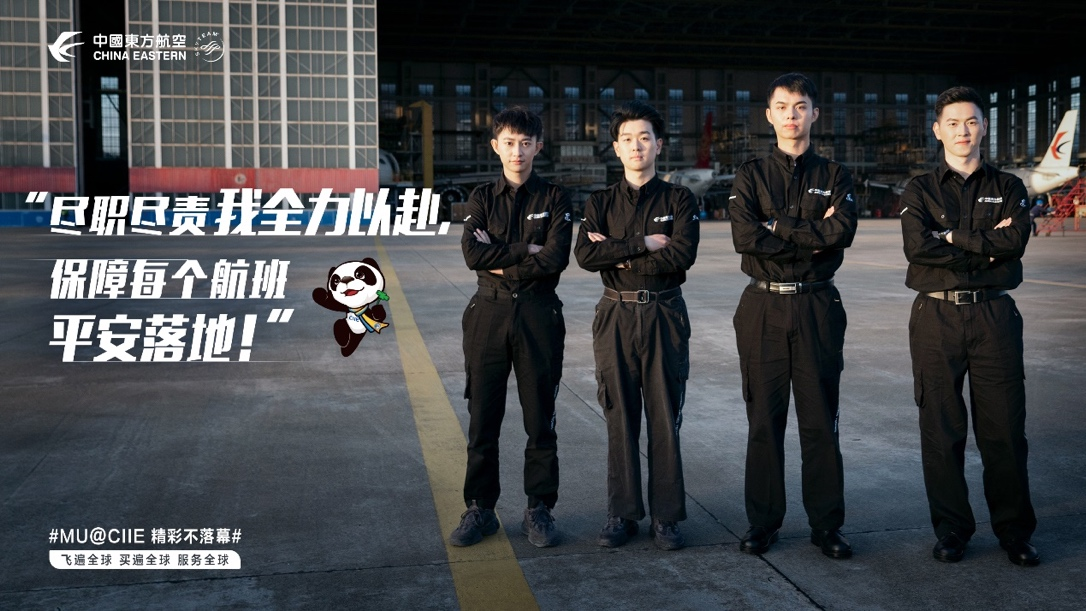 中國東方航空
CHINA EASTERN
SKYTEAM
“尽职尽责我全力以赴,
保障每个航班
平安落地!”
CIIE
#MU@CIIE 精彩不落幕#
飞遍全球 买遍全球 服务全球